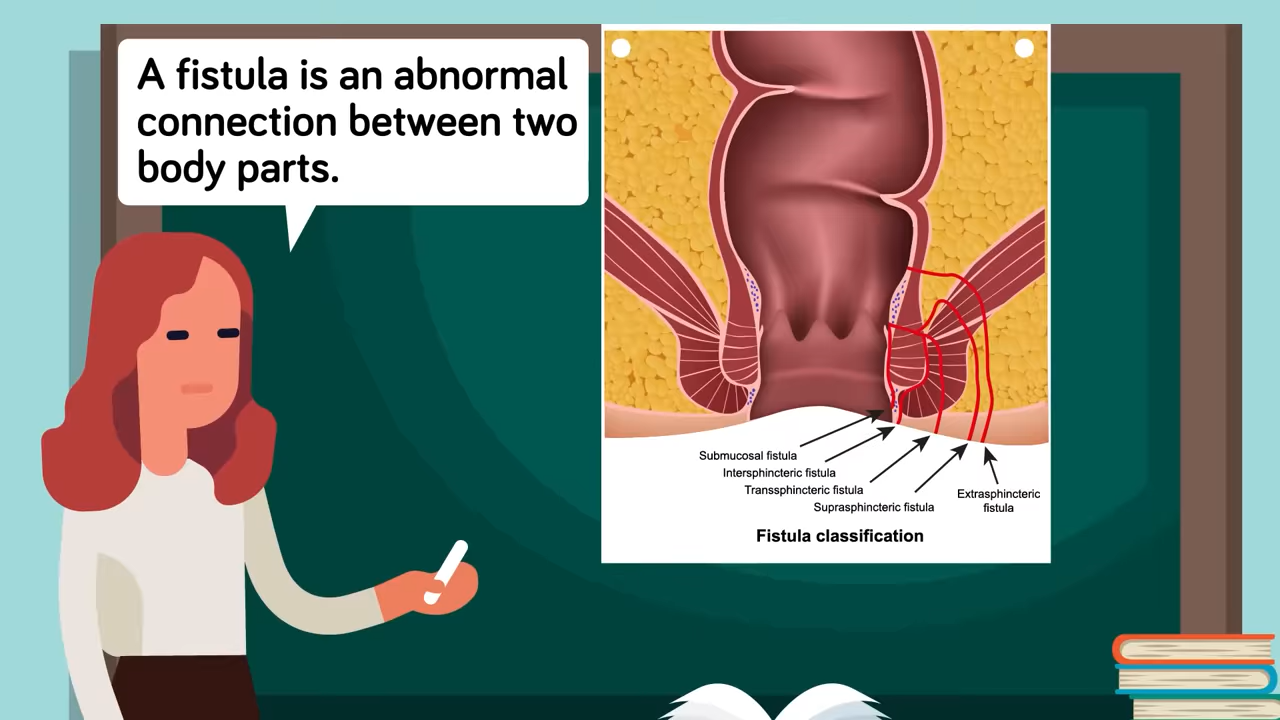 A fistula is an abnormal
connection between two
body parts.
Submucosal fistula
Intersphincteric fistula
Transsphincteric fistula
Suprasphincteric fistula
Extrasphincteric
fistula
Fistula classification